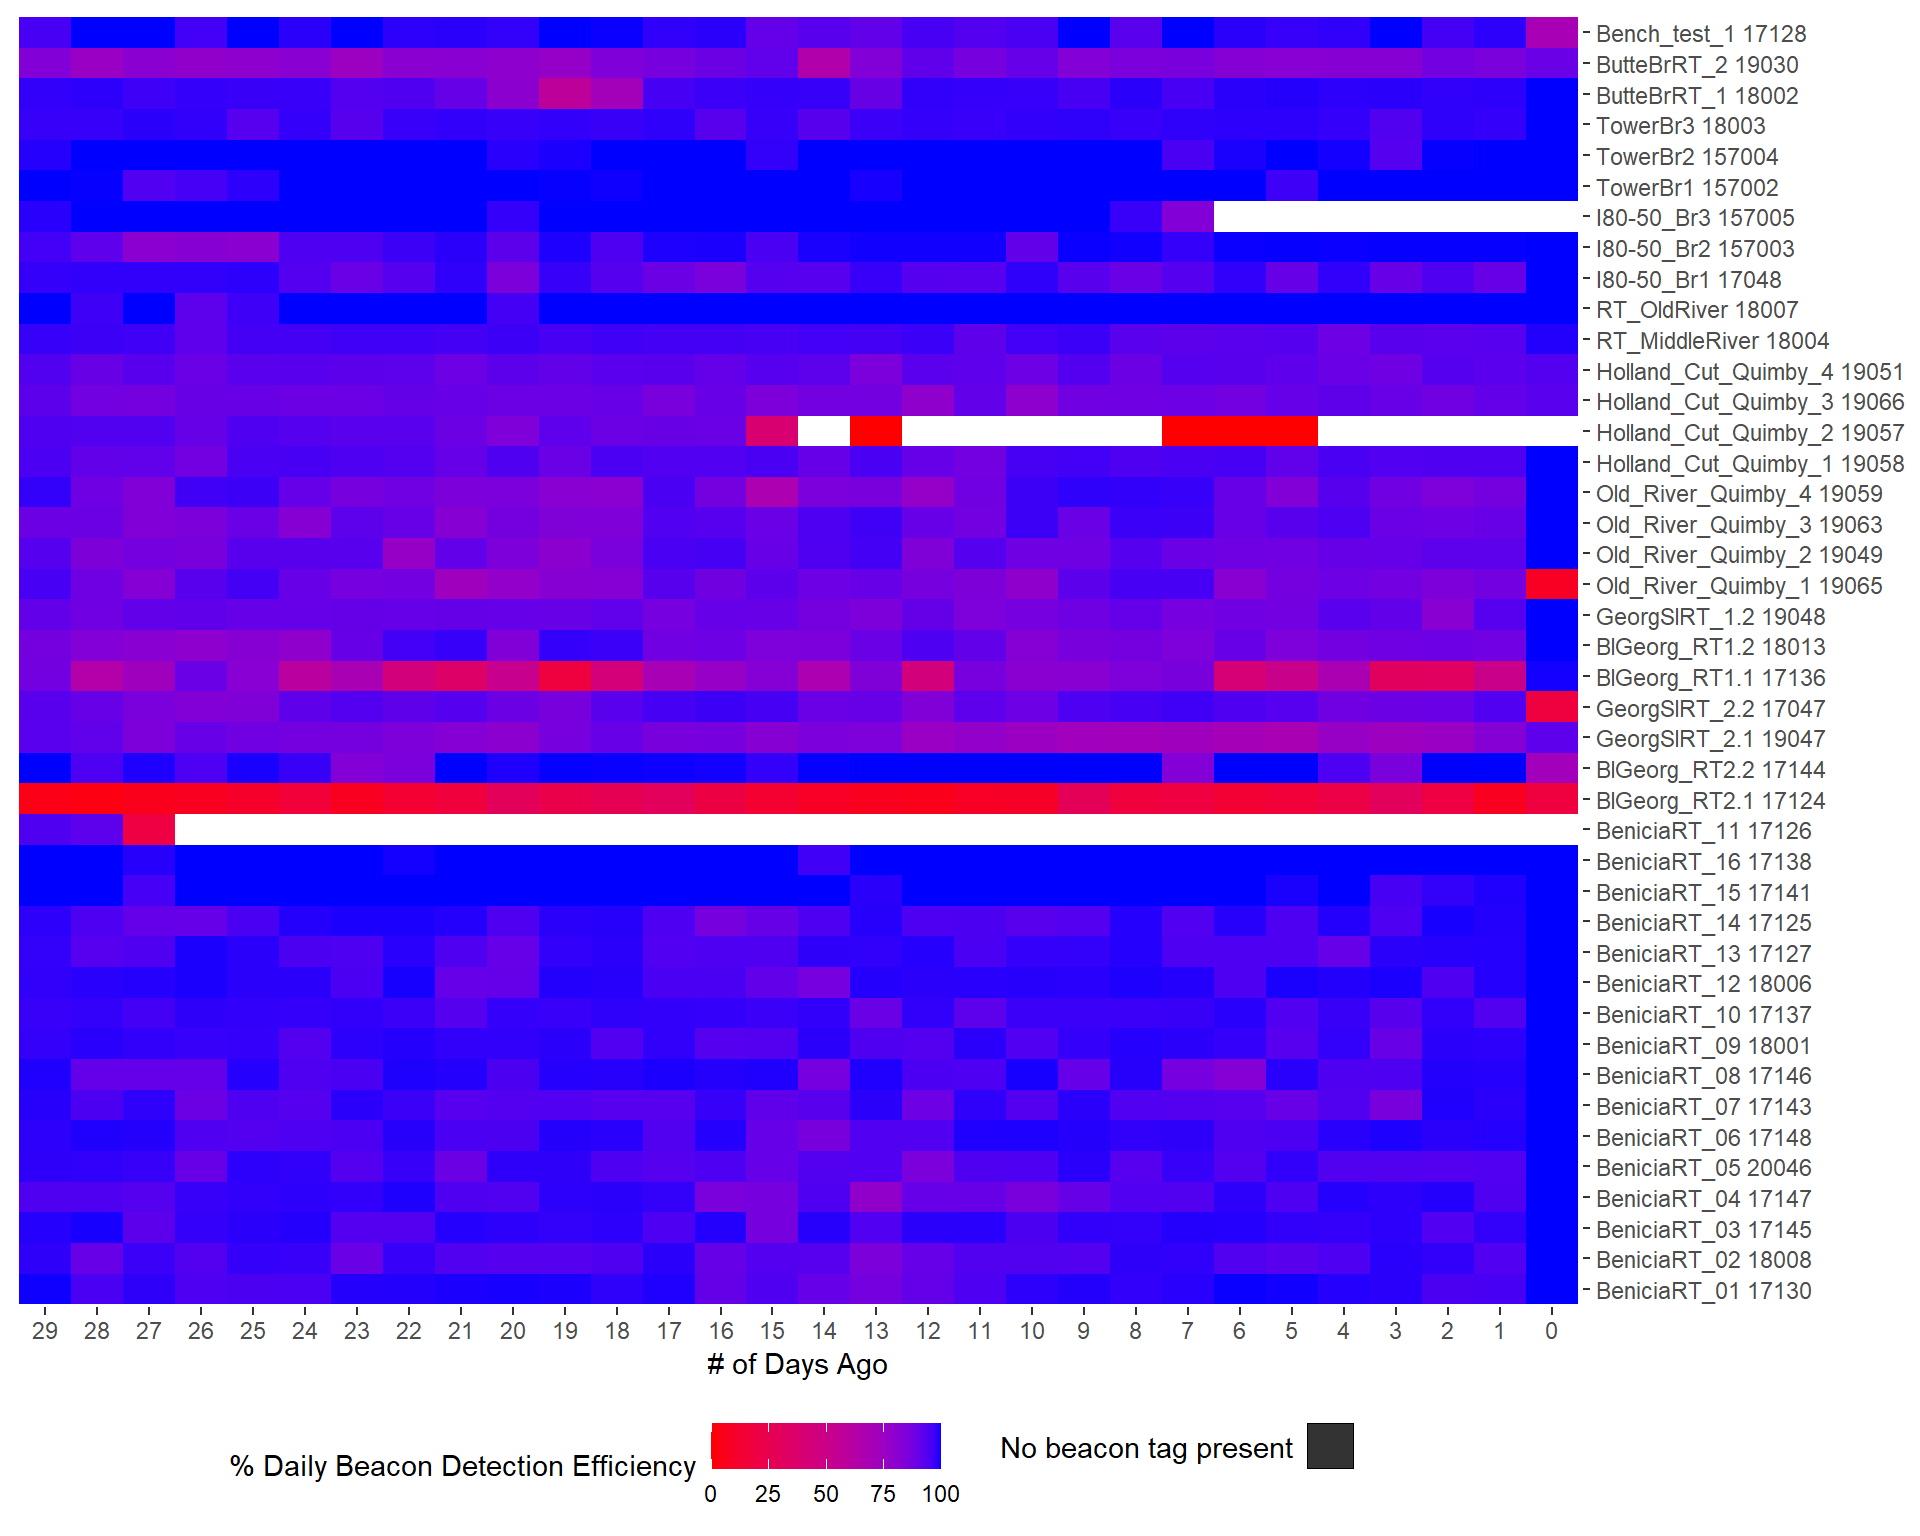 Bench_test_1 17128
ButteBrRT_2 19030
ButteBrRT_1 18002
TowerBr3 18003
TowerBr2 157004
TowerBr1 157002
I80-50_Br3 157005
I80-50_Br2 157003
I80-50_Br1 17048
RT_OldRiver 18007
RT_MiddleRiver 18004
Holland_Cut_Quimby_4 19051
Holland_Cut_Quimby_3 19066
Holland_Cut_Quimby_2 19057
Holland_Cut_Quimby_1 19058
Old_River_Quimby_4 19059
Old_River_Quimby_3 19063
Old_River_Quimby_2 19049
Old_River_Quimby_1 19065
GeorgSlRT_1.2 19048
BlGeorg_RT1.2 18013
BlGeorg_RT1.1 17136
GeorgSlRT_2.2 17047
GeorgSlRT_2.1 19047
BlGeorg_RT2.2 17144
BlGeorg_RT2.1 17124
BeniciaRT_11 17126
BeniciaRT_16 17138
BeniciaRT_15 17141
BeniciaRT_14 17125
BeniciaRT_13 17127
BeniciaRT_12 18006
BeniciaRT_10 17137
BeniciaRT_09 18001
BeniciaRT_08 17146
BeniciaRT_07 17143
BeniciaRT_06 17148
BeniciaRT_05 20046
BeniciaRT_04 17147
BeniciaRT_03 17145
BeniciaRT_02 18008
BeniciaRT_01 17130
29 28 27 26 25 24 23 22 21 20 19 18 17 16 15 14 13 12 11 10 9 8 7 6 5 4 3 2 1 0
# of Days Ago
% Daily Beacon Detection Efficiency
0 25 50 75 100
No beacon tag present